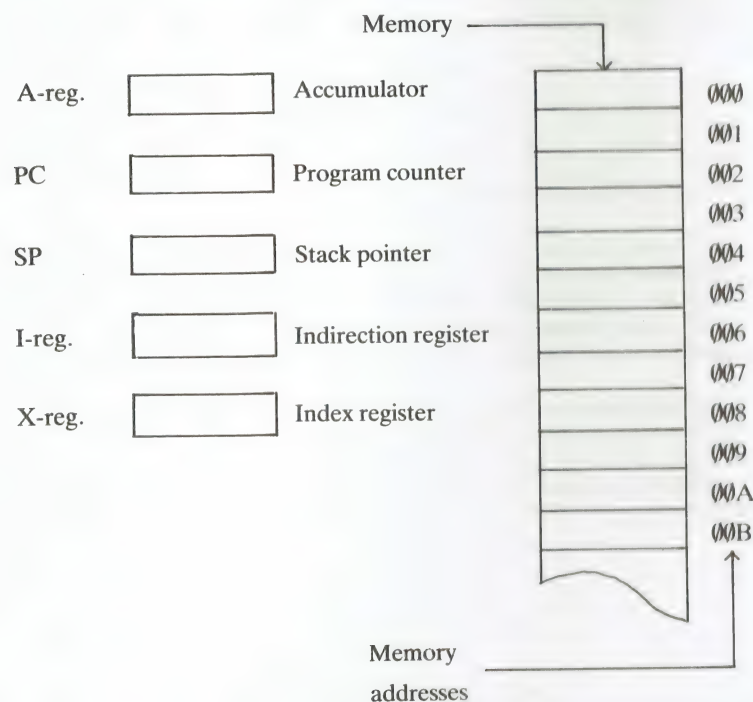 Memory
A-reg. Accumulator
PC Program counter
SP Stack pointer
I-reg. Indirection register
X-reg. Index register
000
001
002
003
004
005
006
007
008
009
00A
00B
Memory
addresses